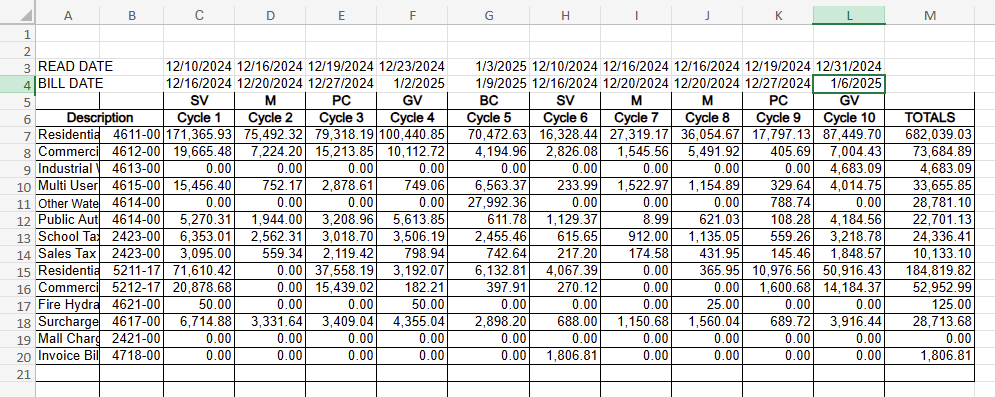 A B C D E F G H I J K L M
1
2
3 READ DATE 12/10/2024 12/16/2024 12/19/2024 12/23/2024 1/3/2025 12/10/2024 12/16/2024 12/16/2024 12/19/2024 12/31/2024
4 BILL DATE 12/16/2024 12/20/2024 12/27/2024 1/2/2025 1/9/2025 12/16/2024 12/20/2024 12/20/2024 12/27/2024 1/6/2025
5 SV M PC GV BC SV M M PC GV
6 Description Cycle 1 Cycle 2 Cycle 3 Cycle 4 Cycle 5 Cycle 6 Cycle 7 Cycle 8 Cycle 9 Cycle 10 TOTALS
7 Residentia 4611-00 171,365.93 75,492.32 79,318.19 100,440.85 70,472.63 16,328.44 27,319.17 36,054.67 17,797.13 87,449.70 682,039.03
8 Commerci 4612-00 19,665.48 7,224.20 15,213.85 10,112.72 4,194.96 2,826.08 1,545.56 5,491.92 405.69 7,004.43 73,684.89
9 Industrial 4613-00 0.00 0.00 0.00 0.00 0.00 0.00 0.00 0.00 0.00 4,683.09 4,683.09
10 Multi User 4615-00 15,456.40 752.17 2,878.61 749.06 6,563.37 233.99 1,522.97 1,154.89 329.64 4,014.75 33,655.85
11 Other Wate 4614-00 0.00 0.00 0.00 0.00 27,992.36 0.00 0.00 0.00 788.74 0.00 28,781.10
12 Public Aut 4614-00 5,270.31 1,944.00 3,208.96 5,613.85 611.78 1,129.37 8.99 621.03 108.28 4,184.56 22,701.13
13 School Ta 2423-00 6,353.01 2,562.31 3,018.70 3,506.19 2,455.46 615.65 912.00 1,135.05 559.26 3,218.78 24,336.41
14 Sales Tax 2423-00 3,095.00 559.34 2,119.42 798.94 742.64 217.20 174.58 431.95 145.46 1,848.57 10,133.10
15 Residentia 5211-17 71,610.42 0.00 37,558.19 3,192.07 6,132.81 4,067.39 0.00 365.95 10,976.56 50,916.43 184,819.82
16 Commerci 5212-17 20,878.68 0.00 15,439.02 182.21 397.91 270.12 0.00 0.00 1,600.68 14,184.37 52,952.99
17 Fire Hydra 4621-00 50.00 0.00 0.00 50.00 0.00 0.00 0.00 25.00 0.00 0.00 125.00
18 Surcharge 4617-00 6,714.88 3,331.64 3,409.04 4,355.04 2,898.20 688.00 1,150.68 1,560.04 689.72 3,916.44 28,713.68
19 Mall Charg 2421-00 0.00 0.00 0.00 0.00 0.00 0.00 0.00 0.00 0.00 0.00 0.00
20 Invoice Bil 4718-00 0.00 0.00 0.00 0.00 0.00 1,806.81 0.00 0.00 0.00 0.00 1,806.81
21